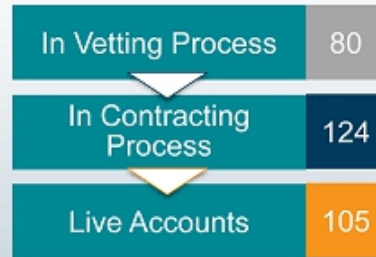 In Vetting Process 80
In Contracting
Process 124
Live Accounts 105